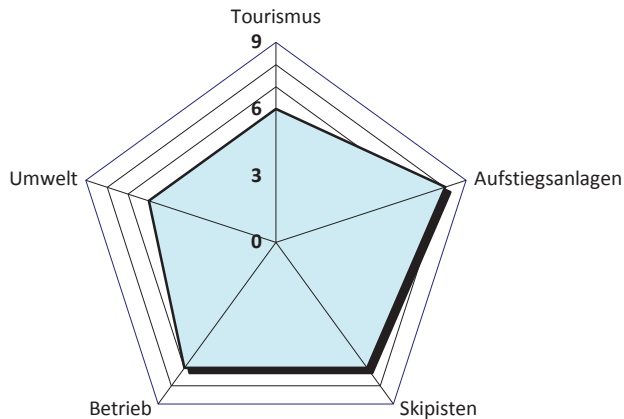 Tourismus
9
6
Umwelt
3
Aufstiegsanlagen
0
Betrieb
Skipisten